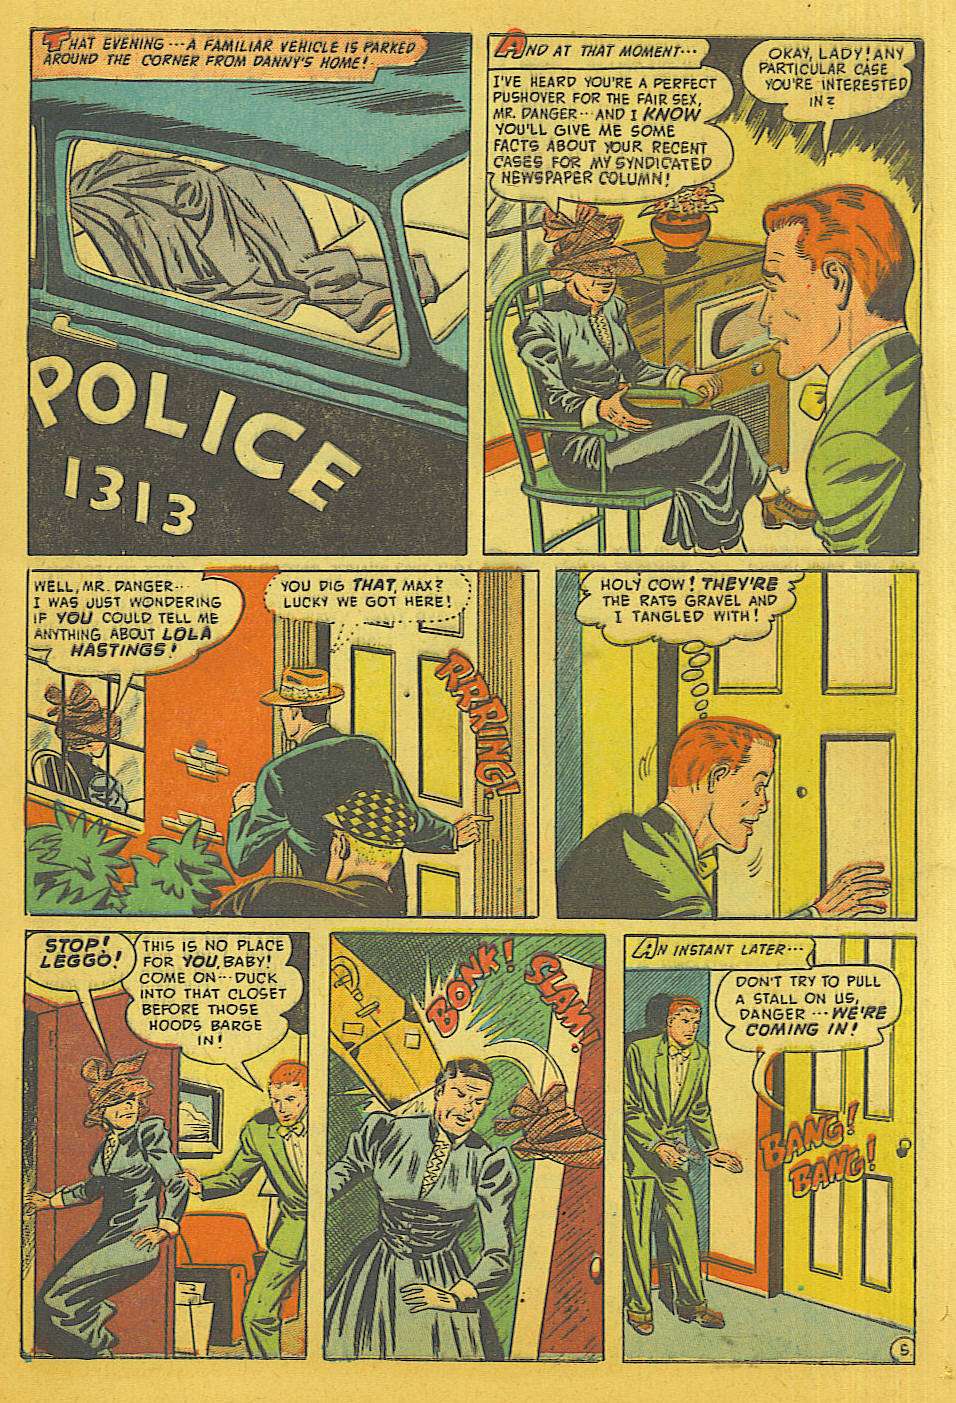 THAT EVENING --- A FAMILIAR VEHICLE IS PARKED
AROUND THE CORNER FROM DANNY'S HOME!
POLICE
1313
AND AT THAT MOMENT---
I'VE HEARD YOU'RE A PERFECT
PUSHOVER FOR THE FAIR SEX,
MR. DANGER --- AND I KNOW
YOU'LL GIVE ME SOME
FACTS ABOUT YOUR RECENT
CASES FOR MY SYNDICATED
NEWSPAPER COLUMN!
OKAY, LADY! ANY
PARTICULAR CASE
YOU'RE INTERESTED
IN?
WELL, MR. DANGER---
I WAS JUST WONDERING
IF YOU COULD TELL ME
ANYTHING ABOUT LOLA
HASTINGS!
YOU DIG THAT, MAX?
LUCKY WE GOT HERE!
RRRING!
HOLY COW! THEY'RE
THE RATS GRAVEL AND
I TANGLED WITH!
STOP!
LEGGO!
THIS IS NO PLACE
FOR YOU, BABY!
COME ON --- DUCK
INTO THAT CLOSET
BEFORE THOSE
HOODS BARGE
IN!
BONK!
SLAM!
AN INSTANT LATER---
DON'T TRY TO PULL
A STALL ON US,
DANGER --- WE'RE
COMING IN!
BANG!
BANG!
5